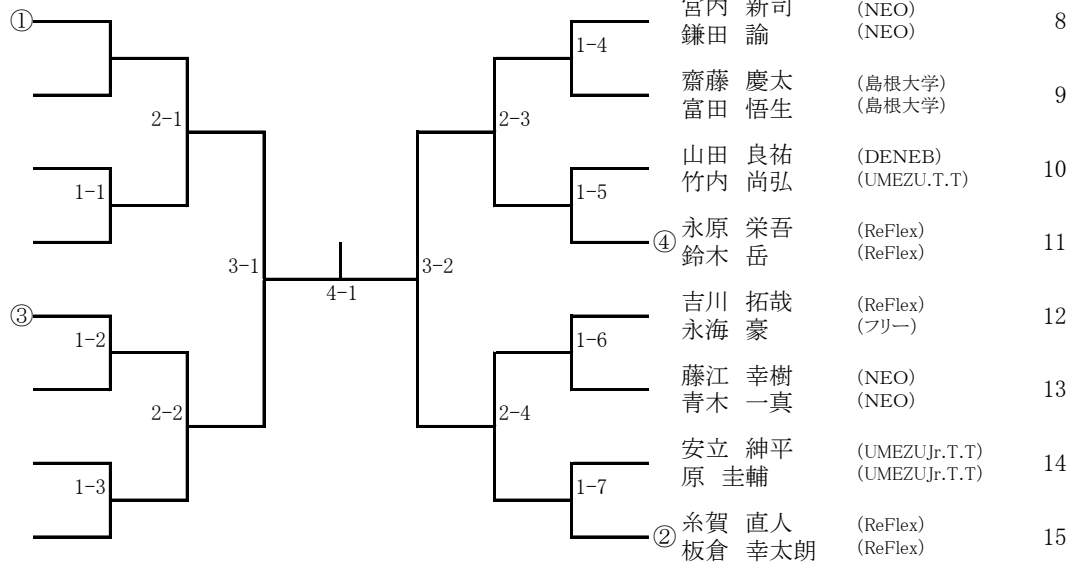 ①
1-1
③
1-2
1-3
2-1
2-2
3-1
4-1
3-2
2-3
2-4
1-4
1-5
1-6
1-7
宮内 新司 (NEO)
鎌田 諭 (NEO) 8
齋藤 慶太 (島根大学)
富田 悟生 (島根大学) 9
山田 良祐 (DENEB)
竹内 尚弘 (UMEZU.T.T) 10
④ 永原 栄吾 (ReFlex)
鈴木 岳 (ReFlex) 11
吉川 拓哉 (ReFlex)
永海 豪 (フリー) 12
藤江 幸樹 (NEO)
青木 一真 (NEO) 13
安立 紳平 (UMEZUJr.T.T)
原 圭輔 (UMEZUJr.T.T) 14
② 糸賀 直人 (ReFlex)
板倉 幸太朗 (ReFlex) 15